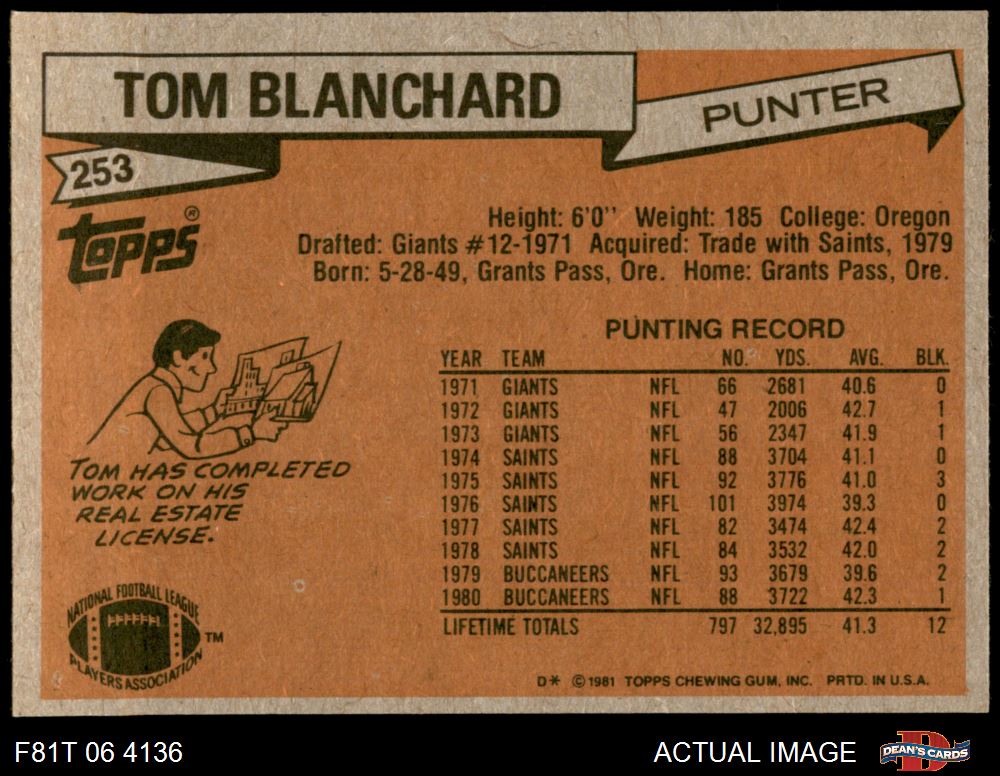 TOM BLANCHARD
PUNTER
253
TOPPS®
Height: 6'0'' Weight: 185 College: Oregon
Drafted: Giants #12-1971 Acquired: Trade with Saints, 1979
Born: 5-28-49, Grants Pass, Ore. Home: Grants Pass, Ore.
TOM HAS COMPLETED
WORK ON HIS
REAL ESTATE
LICENSE.
NATIONAL FOOTBALL LEAGUE
PLAYERS ASSOCIATION
TM
PUNTING RECORD
YEAR TEAM NO. YDS. AVG. BLK.
1971 GIANTS NFL 66 2681 40.6 0
1972 GIANTS NFL 47 2006 42.7 1
1973 GIANTS NFL 56 2347 41.9 1
1974 SAINTS NFL 88 3704 41.1 0
1975 SAINTS NFL 92 3776 41.0 3
1976 SAINTS NFL 101 3974 39.3 0
1977 SAINTS NFL 82 3474 42.4 2
1978 SAINTS NFL 84 3532 42.0 2
1979 BUCCANEERS NFL 93 3679 39.6 2
1980 BUCCANEERS NFL 88 3722 42.3 1
LIFETIME TOTALS 797 32,895 41.3 12
D* ©1981 TOPPS CHEWING GUM, INC. PRTD. IN U.S.A.
F81T 06 4136
ACTUAL IMAGE
DEAN'S CARDS